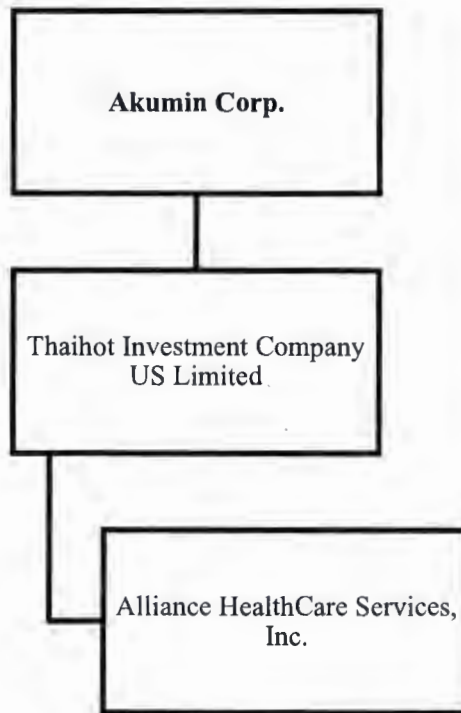 Akumin Corp.
Thaihot Investment Company
US Limited
Alliance HealthCare Services,
Inc.